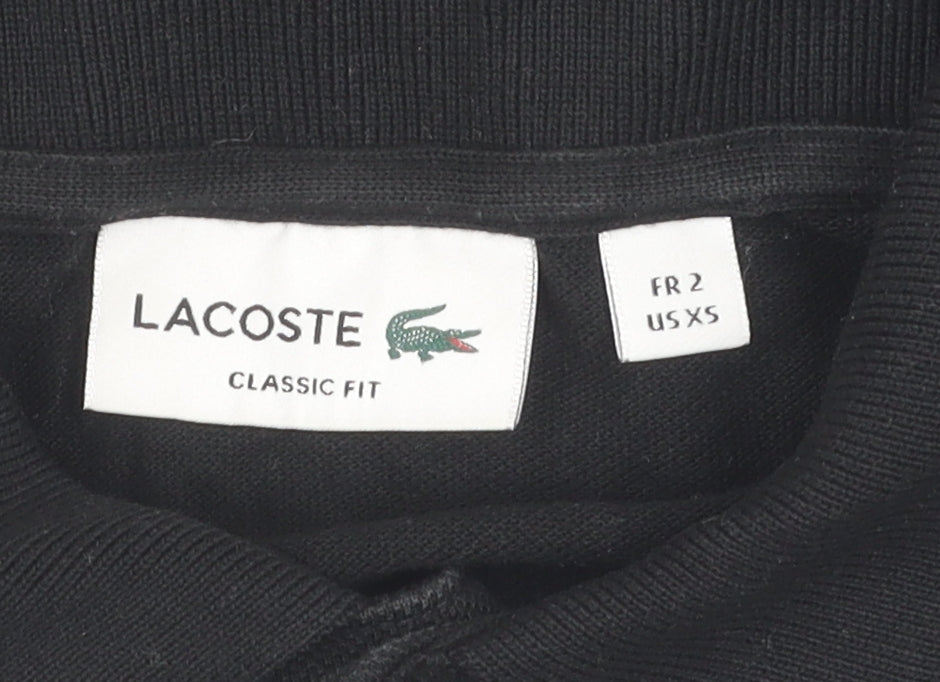 LACOSTE
CLASSIC FIT
FR 2
US XS